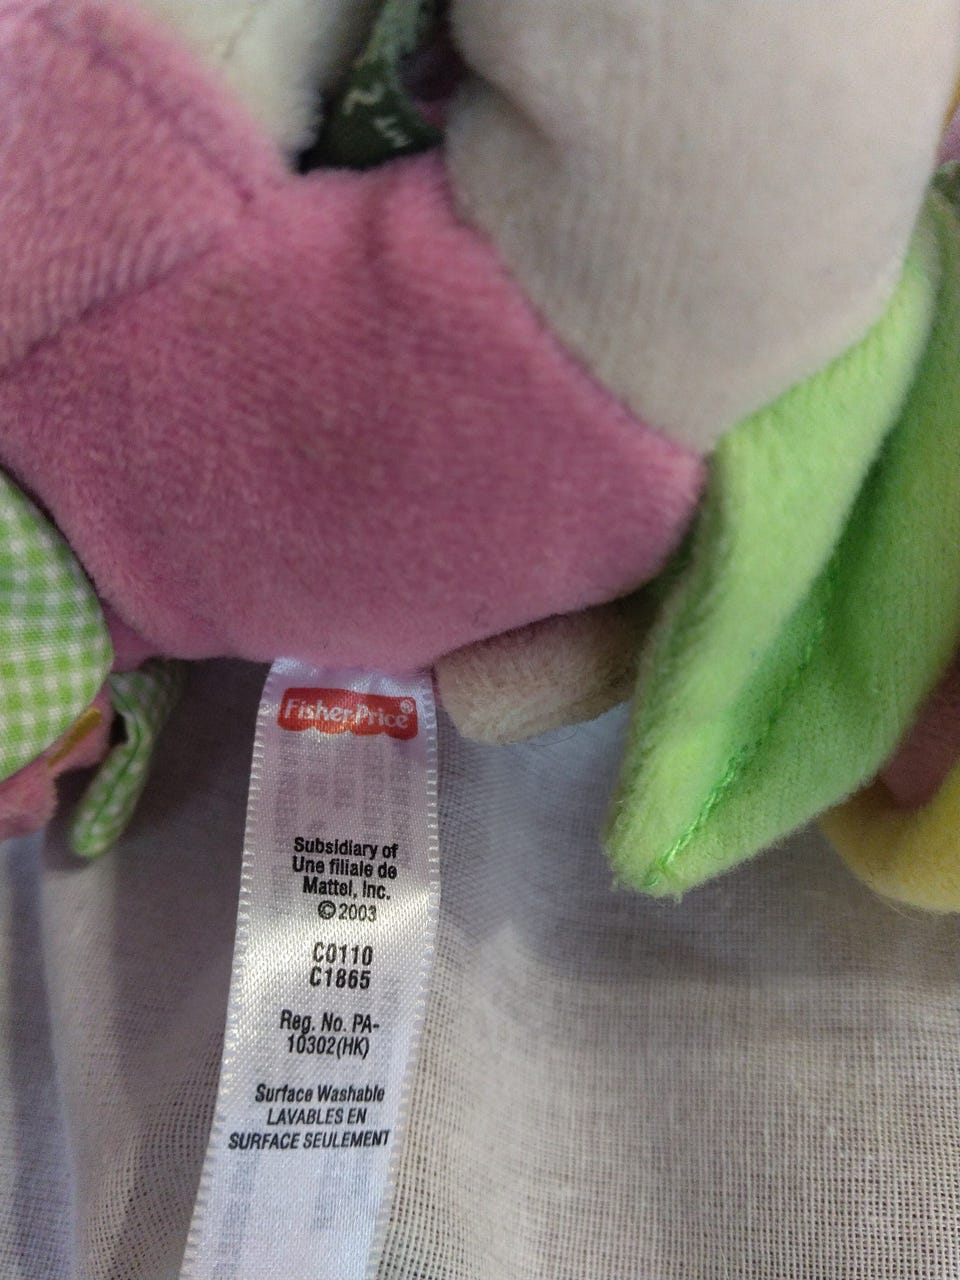 Fisher-Price®
Subsidiary of
Une filiale de
Mattel, Inc.
©2003
C0110
C1865
Reg. No. PA-
10302(HK)
Surface Washable
LAVABLES EN
SURFACE SEULEMENT